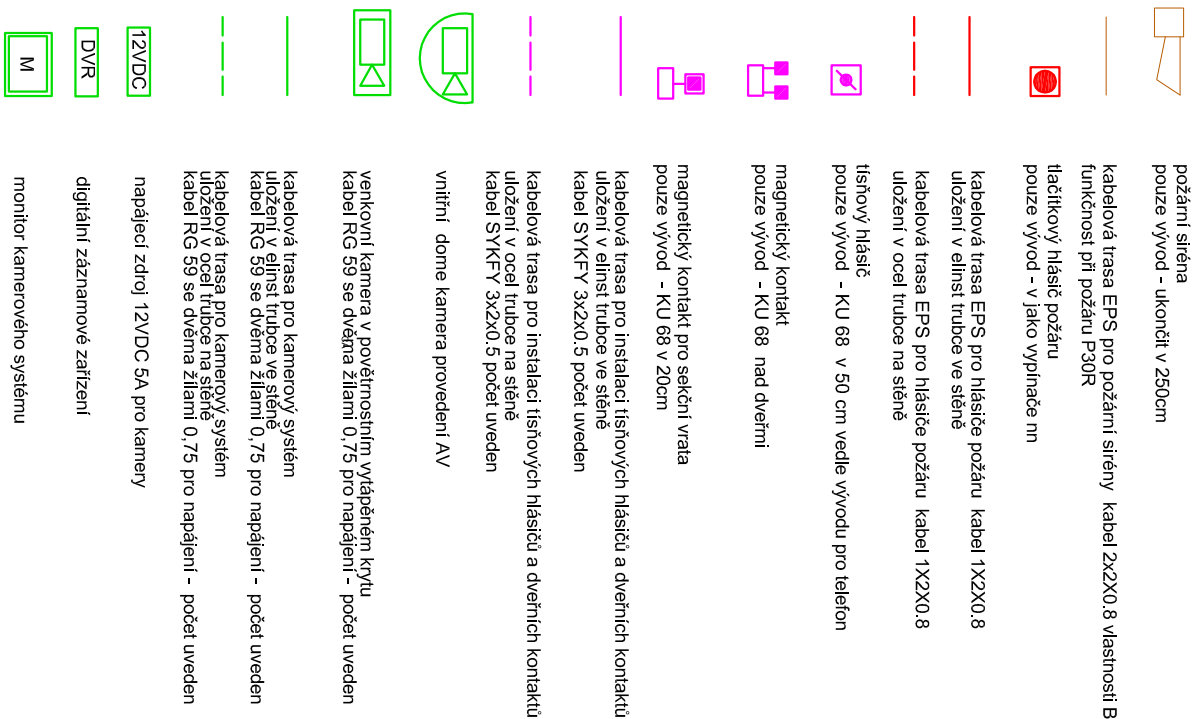 požární siréna
pouze vývod - ukončit v 250cm
kabelová trasa EPS pro požární sirény kabel 2x2X0.8 vlastnosti B
funkčnost při požáru P30R
tlačítkový hlásič požáru
pouze vývod - v jako vypínače nn
kabelová trasa EPS pro hlásiče požáru kabel 1X2X0.8
uložení v elinst trubce ve stěně
kabelová trasa EPS pro hlásiče požáru kabel 1X2X0.8
uložení v ocel trubce na stěně
tísňový hlásič
pouze vývod - KU 68 v 50 cm vedle vývodu pro telefon
magnetický kontakt
pouze vývod - KU 68 nad dveřmi
magnetický kontakt pro sekční vrata
pouze vývod - KU 68 v 20cm
kabelová trasa pro instalaci tísňových hlásičů a dveřních kontaktů
uložení v elinst trubce ve stěně
kabel SYKFY 3x2x0.5 počet uveden
kabelová trasa pro instalaci tísňových hlásičů a dveřních kontaktů
uložení v ocel trubce na stěně
kabel SYKFY 3x2x0.5 počet uveden
vnitřní dome kamera provedení AV
venkovní kamera v povětrnostním vytápěném krytu
kabel RG 59 se dvěma žílami 0,75 pro napájení - počet uveden
kabelová trasa pro kamerový systém
uložení v elinst trubce ve stěně
kabel RG 59 se dvěma žílami 0,75 pro napájení - počet uveden
kabelová trasa pro kamerový systém
uložení v ocel trubce na stěně
kabel RG 59 se dvěma žílami 0,75 pro napájení - počet uveden
12VDC
napájecí zdroj 12VDC 5A pro kamery
DVR
digitální záznamové zařízení
M
monitor kamerového systému